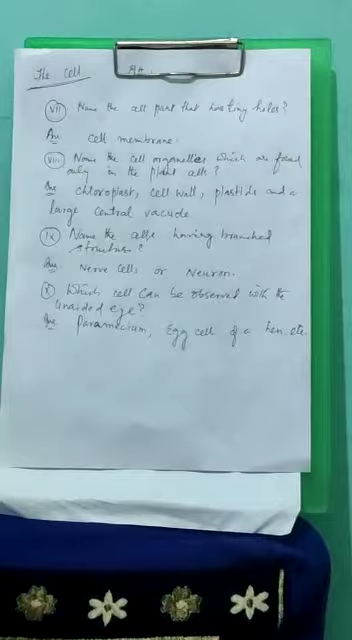 The Cell
VII Name the cell part that has tiny holes?
Ans cell membrane.
VIII Name the cell organelles which are found
only in the plant cells?
Ans chloroplast, cell wall, plastids and a
large central vacuole
IX Name the cells having branched
structure?
Ans Nerve cells or Neuron.
X Which cell can be observed with the
unaided eye?
Ans Paramecium, Egg cell of a hen etc